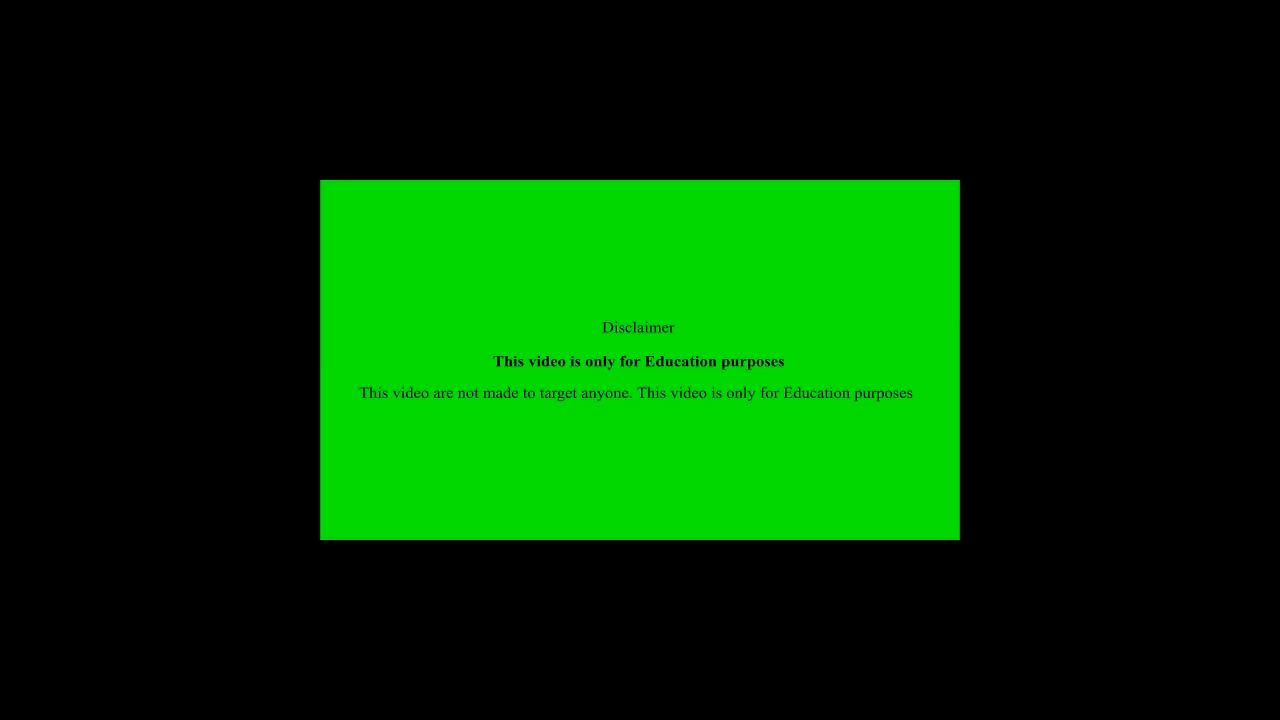 Disclaimer
This video is only for Education purposes
This video are not made to target anyone. This video is only for Education purposes